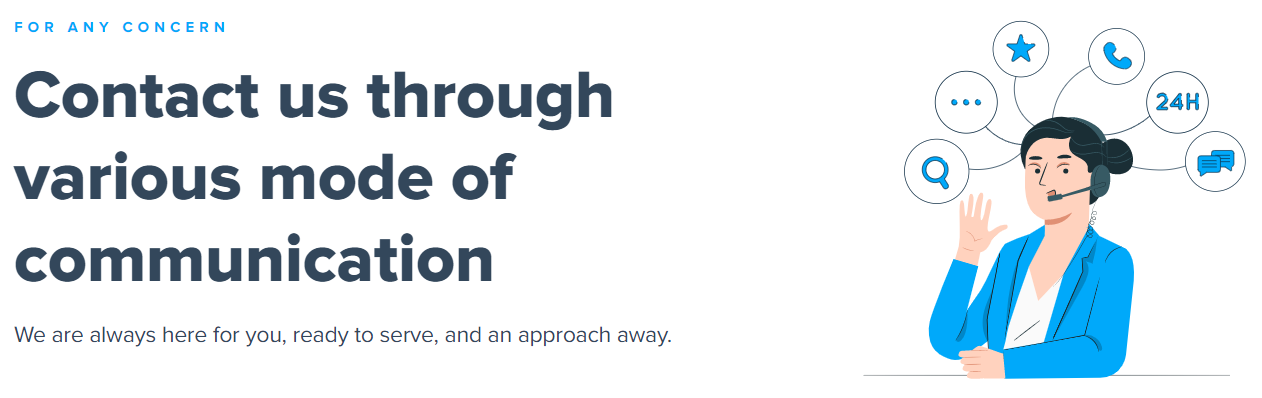 FOR ANY CONCERN
Contact us through
various mode of
communication
We are always here for you, ready to serve, and an approach away.
24H